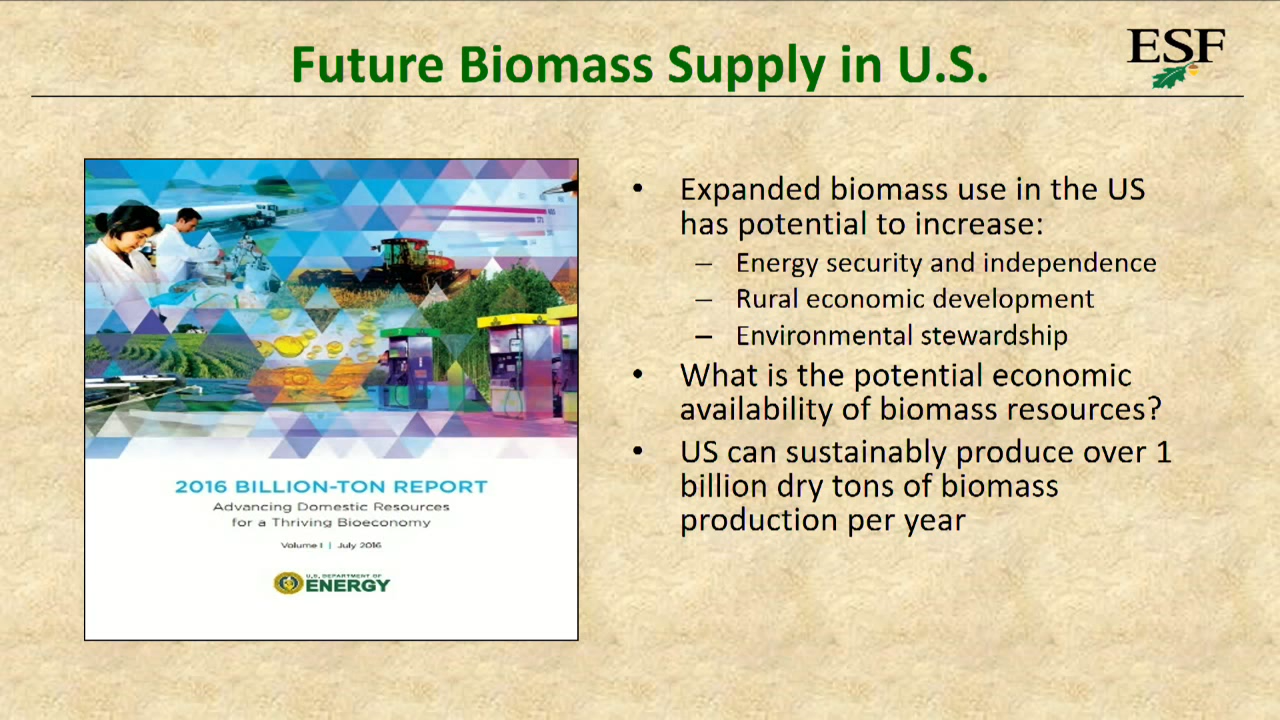 Future Biomass Supply in U.S.
ESF
• Expanded biomass use in the US
has potential to increase:
– Energy security and independence
– Rural economic development
– Environmental stewardship
• What is the potential economic
availability of biomass resources?
• US can sustainably produce over 1
billion dry tons of biomass
production per year
2016 BILLION-TON REPORT
Advancing Domestic Resources
for a Thriving Bioeconomy
Volume I | July 2016
U.S. DEPARTMENT OF
ENERGY